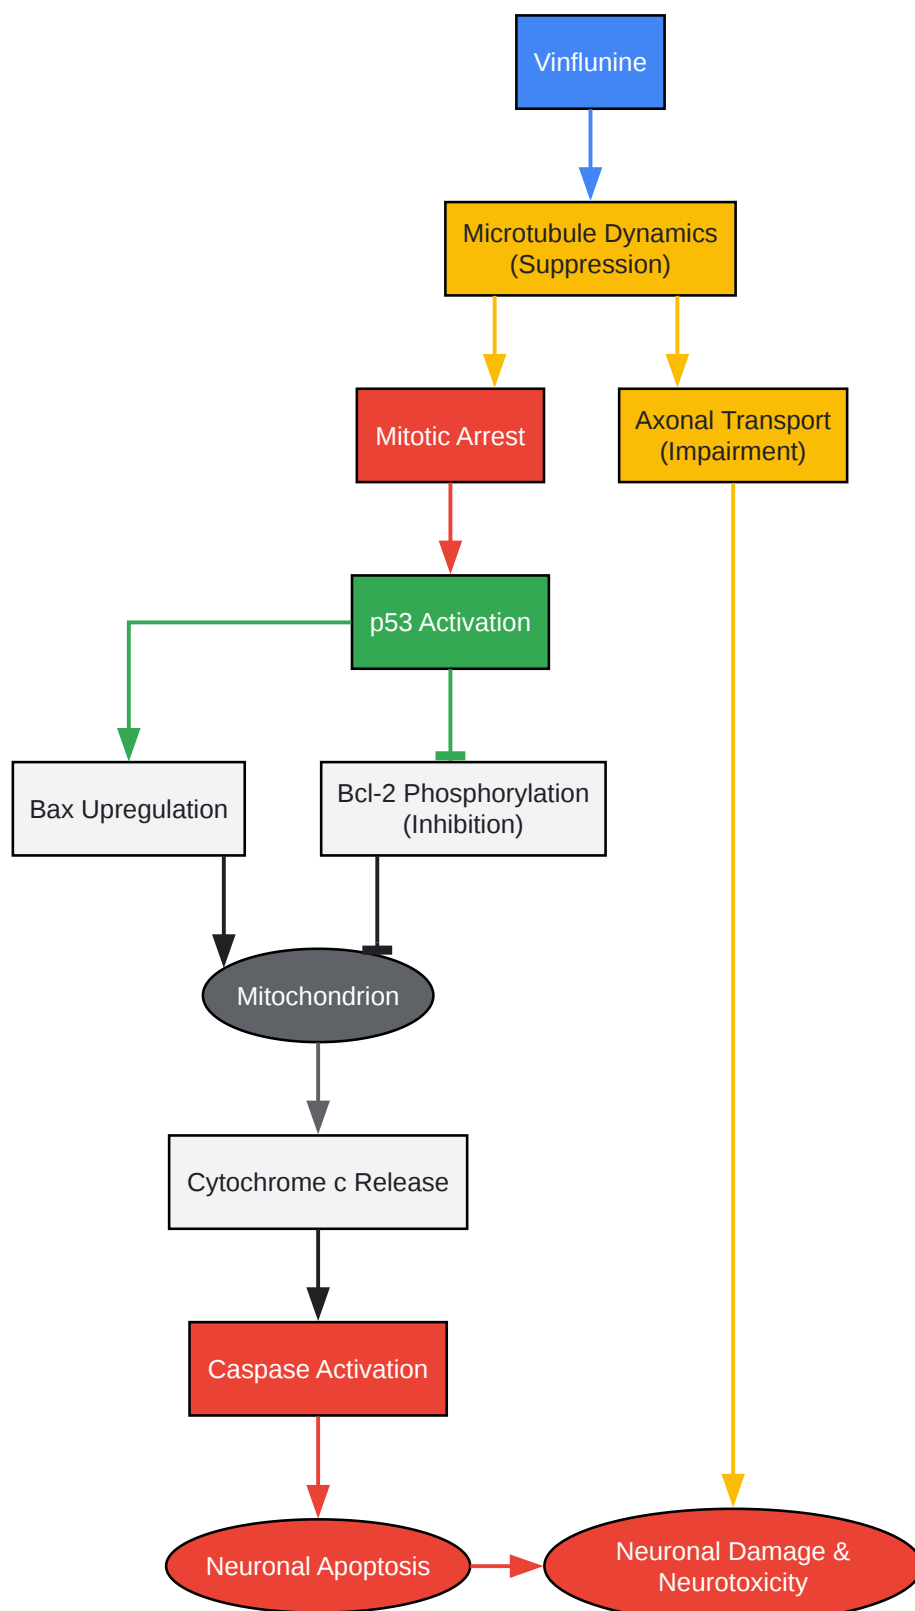 Vinflunine
Microtubule Dynamics
(Suppression)
Mitotic Arrest
Axonal Transport
(Impairment)
p53 Activation
Bax Upregulation
Bcl-2 Phosphorylation
(Inhibition)
Mitochondrion
Cytochrome c Release
Caspase Activation
Neuronal Apoptosis
Neuronal Damage &
Neurotoxicity